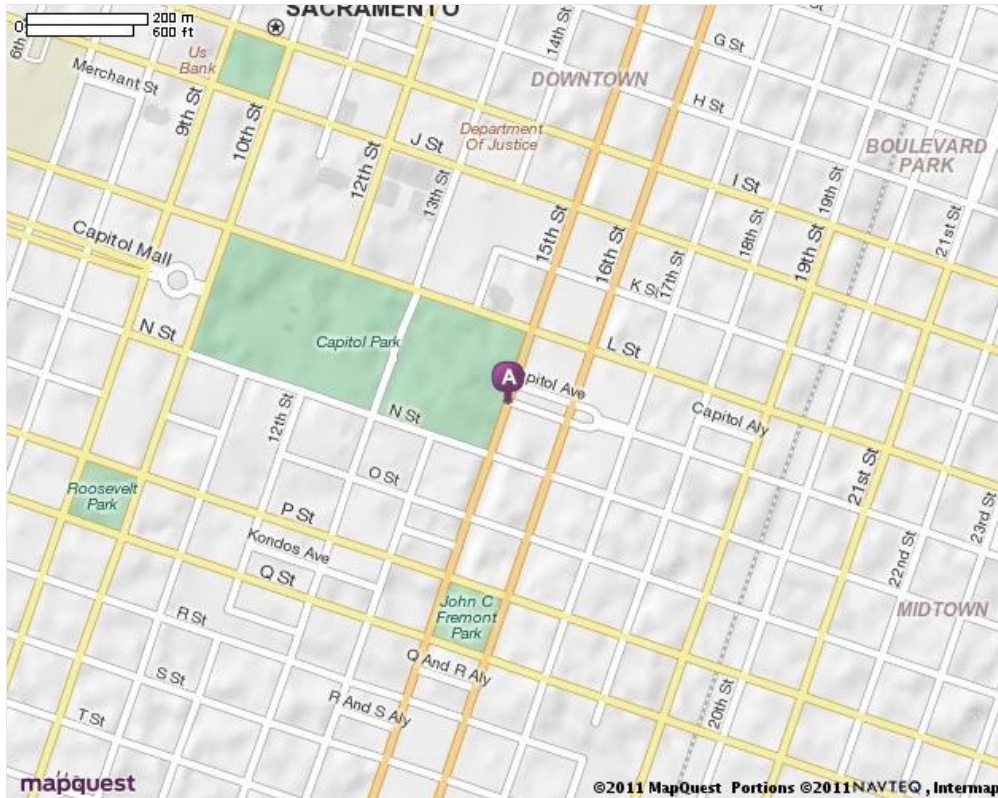 SACRAMENTO
0
200 m
600 ft
6th St
14th St
G St
Us
Bank
DOWNTOWN
Merchant St
9th St
H St
10th St
Department
Of Justice
J St
BOULEVARD
PARK
12th St
13th St
I St
19th St
15th St
18th St
21st St
Capitol Mall
16th St
17th St
19th St
K St
N St
Capitol Park
L St
A
pitol Ave
12th St
N St
Capitol Aly
O St
21st St
Roosevelt
Park
P St
23rd St
Kondos Ave
22nd St
Q St
John C
Fremont
Park
MIDTOWN
R St
Q And R Aly
S St
20th St
R And S Aly
T St
mapquest
©2011 MapQuest Portions ©2011 NAVTEQ, Intermap